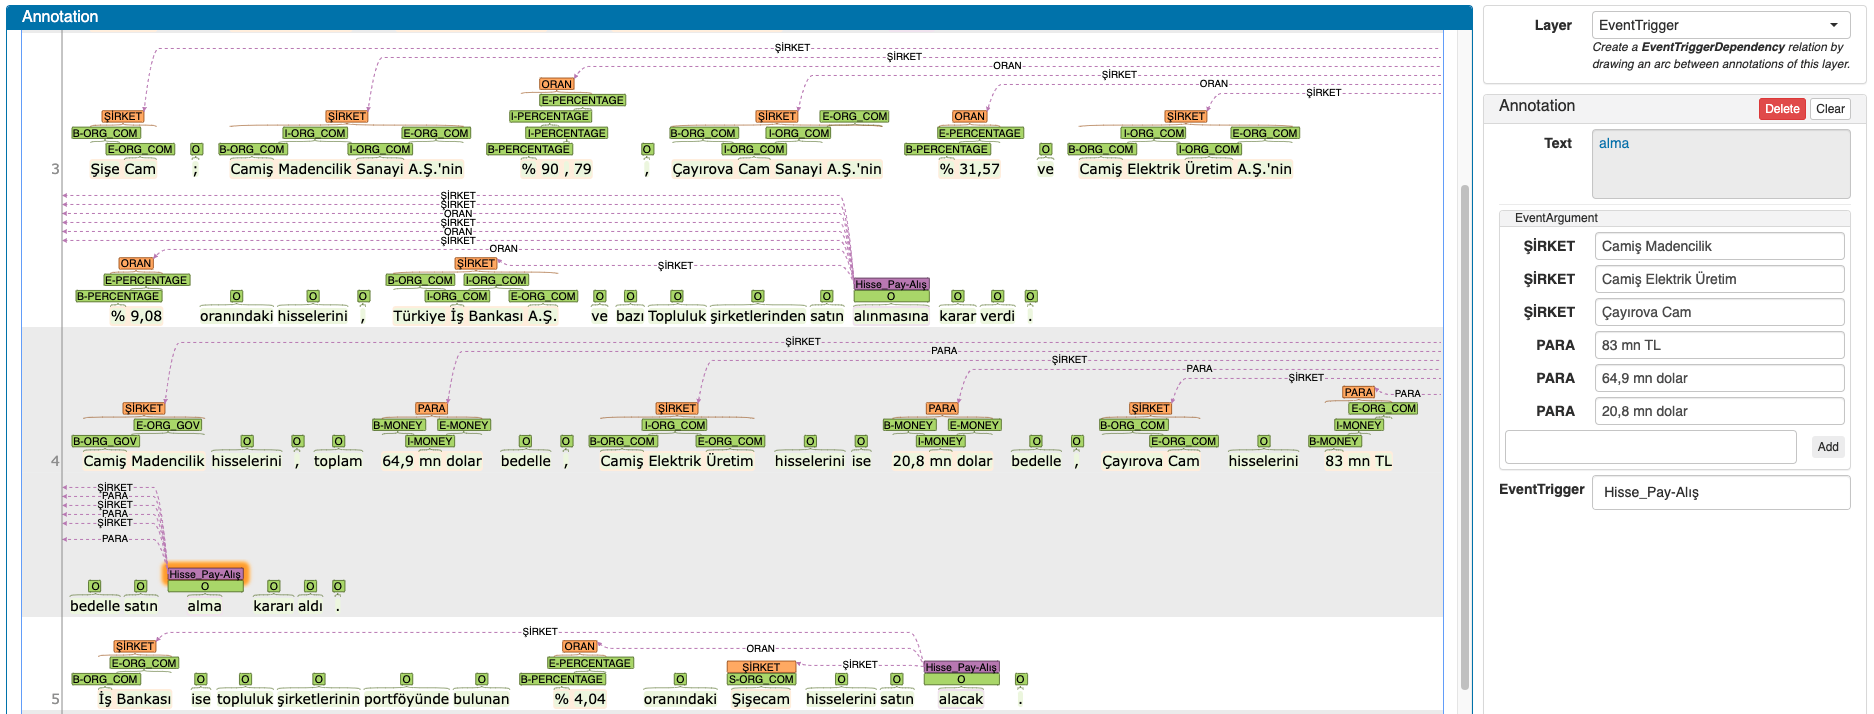 Annotation
ŞİRKET
ŞİRKET
ORAN
ŞİRKET
ORAN
ŞİRKET
ORAN
E-PERCENTAGE
ŞİRKET ŞİRKET I-PERCENTAGE ŞİRKET E-ORG_COM ORAN ŞİRKET
B-ORG_COM I-ORG_COM E-ORG_COM I-PERCENTAGE B-ORG_COM I-ORG_COM E-PERCENTAGE I-ORG_COM E-ORG_COM
E-ORG_COM O B-ORG_COM I-ORG_COM B-PERCENTAGE O I-ORG_COM B-PERCENTAGE O B-ORG_COM I-ORG_COM
3 Şişe Cam ; Camiş Madencilik Sanayi A.Ş.'nin % 90 , 79 , Çayırova Cam Sanayi A.Ş.'nin % 31,57 ve Camiş Elektrik Üretim A.Ş.'nin
ŞİRKET
ŞİRKET
ORAN
ŞİRKET
ORAN
ŞİRKET
ORAN
ORAN ŞİRKET ŞİRKET
E-PERCENTAGE B-ORG_COM I-ORG_COM Hisse_Pay-Alış
B-PERCENTAGE O O O I-ORG_COM E-ORG_COM O O O O O O O O O
% 9,08 oranındaki hisselerini , Türkiye İş Bankası A.Ş. ve bazı Topluluk şirketlerinden satın alınmasına karar verdi .
ŞİRKET
PARA
ŞİRKET
PARA
ŞİRKET
PARA PARA
ŞİRKET PARA ŞİRKET PARA ŞİRKET E-ORG_COM
E-ORG_GOV B-MONEY E-MONEY I-ORG_COM B-MONEY E-MONEY B-ORG_COM I-MONEY
B-ORG_GOV O O O I-MONEY O O B-ORG_COM E-ORG_COM O O I-MONEY O O E-ORG_COM O B-MONEY
4 Camiş Madencilik hisselerini , toplam 64,9 mn dolar bedelle , Camiş Elektrik Üretim hisselerini ise 20,8 mn dolar bedelle , Çayırova Cam hisselerini 83 mn TL
ŞİRKET
PARA
ŞİRKET
PARA
ŞİRKET
PARA
Hisse_Pay-Alış
O O O O O O
bedelle satın alma kararı aldı .
ŞİRKET
ŞİRKET ORAN ORAN
E-ORG_COM E-PERCENTAGE ŞİRKET ŞİRKET Hisse_Pay-Alış
B-ORG_COM O O O O O B-PERCENTAGE O S-ORG_COM O O O O
5 İş Bankası ise topluluk şirketlerinin portföyünde bulunan % 4,04 oranındaki Şişecam hisselerini satın alacak .
Layer EventTrigger
Create a EventTriggerDependency relation by
drawing an arc between annotations of this layer.
Annotation Delete Clear
Text alma
EventArgument
ŞİRKET Camiş Madencilik
ŞİRKET Camiş Elektrik Üretim
ŞİRKET Çayırova Cam
PARA 83 mn TL
PARA 64,9 mn dolar
PARA 20,8 mn dolar
Add
EventTrigger Hisse_Pay-Alış